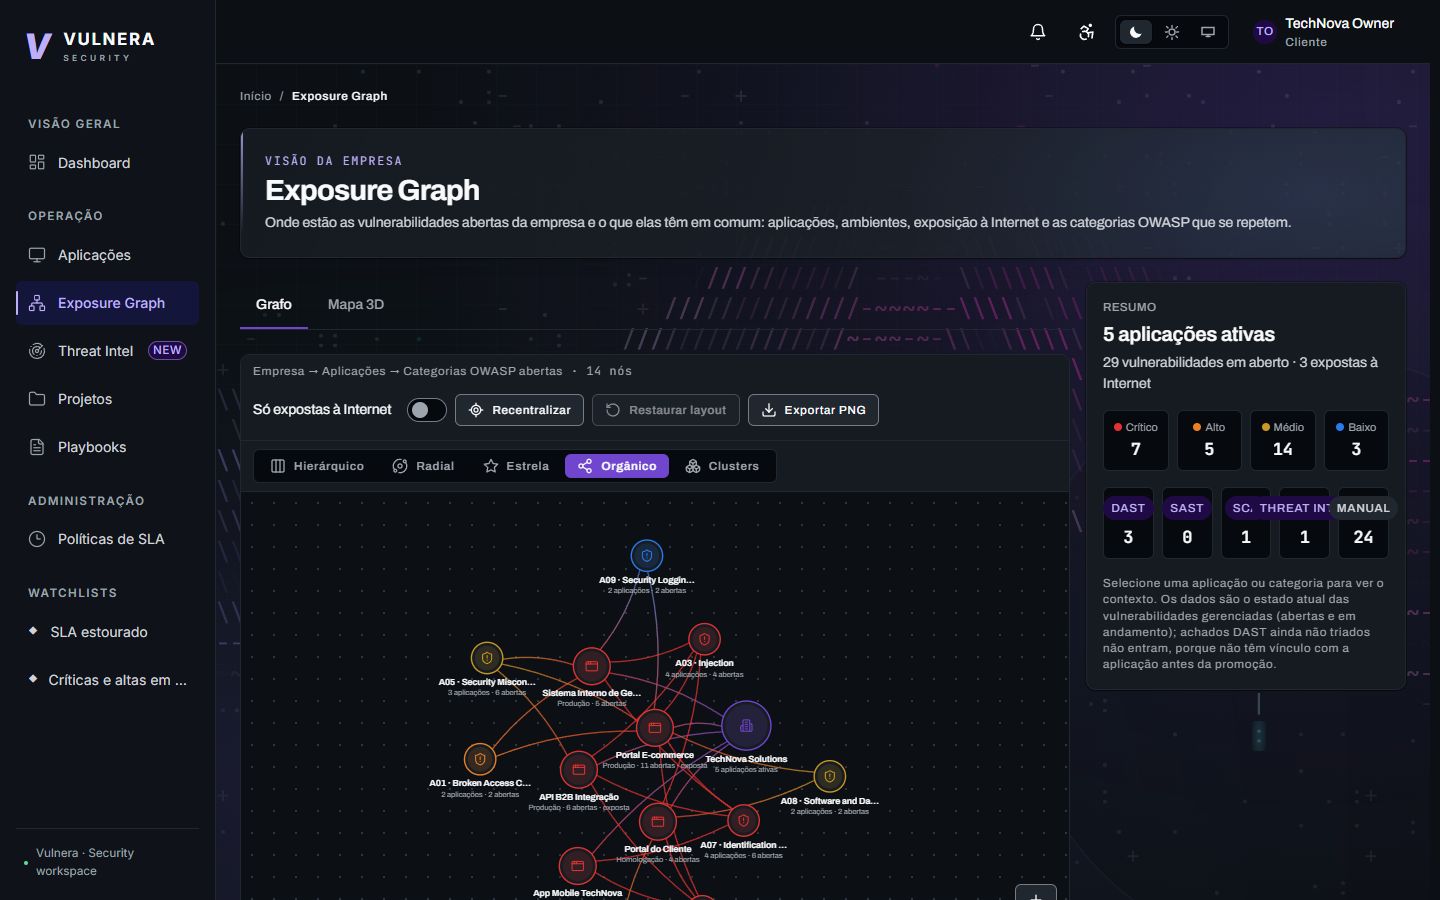 VULNERA
SECURITY
TO
TechNova Owner
Cliente
VISÃO GERAL
Dashboard
OPERAÇÃO
Aplicações
Exposure Graph
Threat Intel NEW
Projetos
Playbooks
ADMINISTRAÇÃO
Políticas de SLA
WATCHLISTS
SLA estourado
Críticas e altas em ...
Vulnera · Security
workspace
Início / Exposure Graph
VISÃO DA EMPRESA
Exposure Graph
Onde estão as vulnerabilidades abertas da empresa e o que elas têm em comum: aplicações, ambientes, exposição à Internet e as categorias OWASP que se repetem.
Grafo Mapa 3D
Empresa → Aplicações → Categorias OWASP abertas · 14 nós
Só expostas à Internet Recentralizar Restaurar layout Exportar PNG
Hierárquico Radial Estrela Orgânico Clusters
A09 · Security Loggin...
2 aplicações · 2 abertas
A03 · Injection
4 aplicações · 4 abertas
A05 · Security Miscon...
3 aplicações · 6 abertas
Sistema Interno de Ge...
Produção · 5 abertas
Portal E-commerce
Produção · 11 abertas · exposta
TechNova Solutions
5 aplicações ativas
A01 · Broken Access C...
2 aplicações · 2 abertas
API B2B Integração
Produção · 6 abertas · exposta
A08 · Software and Da...
2 aplicações · 2 abertas
Portal do Cliente
Homologação · 4 abertas
A07 · Identification ...
4 aplicações · 6 abertas
App Mobile TechNova
RESUMO
5 aplicações ativas
29 vulnerabilidades em aberto · 3 expostas à
Internet
Crítico Alto Médio Baixo
7 5 14 3
DAST SAST SCA THREAT INT MANUAL
3 0 1 1 24
Selecione uma aplicação ou categoria para ver o
contexto. Os dados são o estado atual das
vulnerabilidades gerenciadas (abertas e em
andamento); achados DAST ainda não triados
não entram, porque não têm vínculo com a
aplicação antes da promoção.